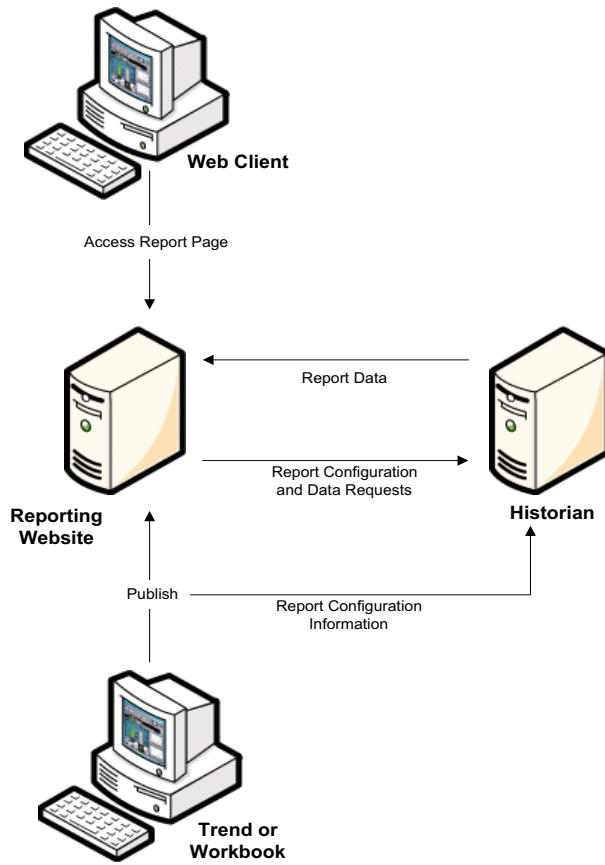 Web Client
Access Report Page
Report Data
Report Configuration
and Data Requests
Reporting
Website
Historian
Publish
Report Configuration
Information
Trend or
Workbook